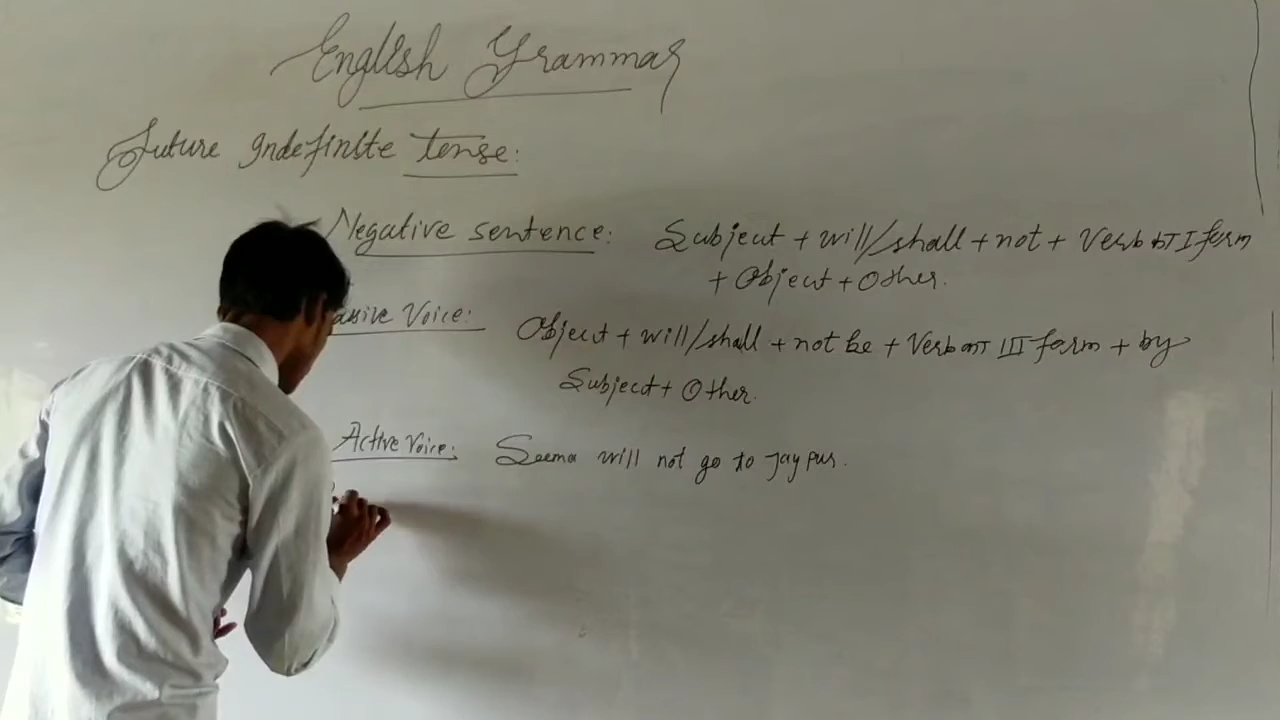 English Grammar
Future Indefinite tense:
Negative sentence: Subject + will/shall + not + Verb की I form
+ Object + Other.
Passive Voice: Object + will/shall + not be + Verb की III form + by
Subject + Other.
Active Voice: Seema will not go to Jaypur.